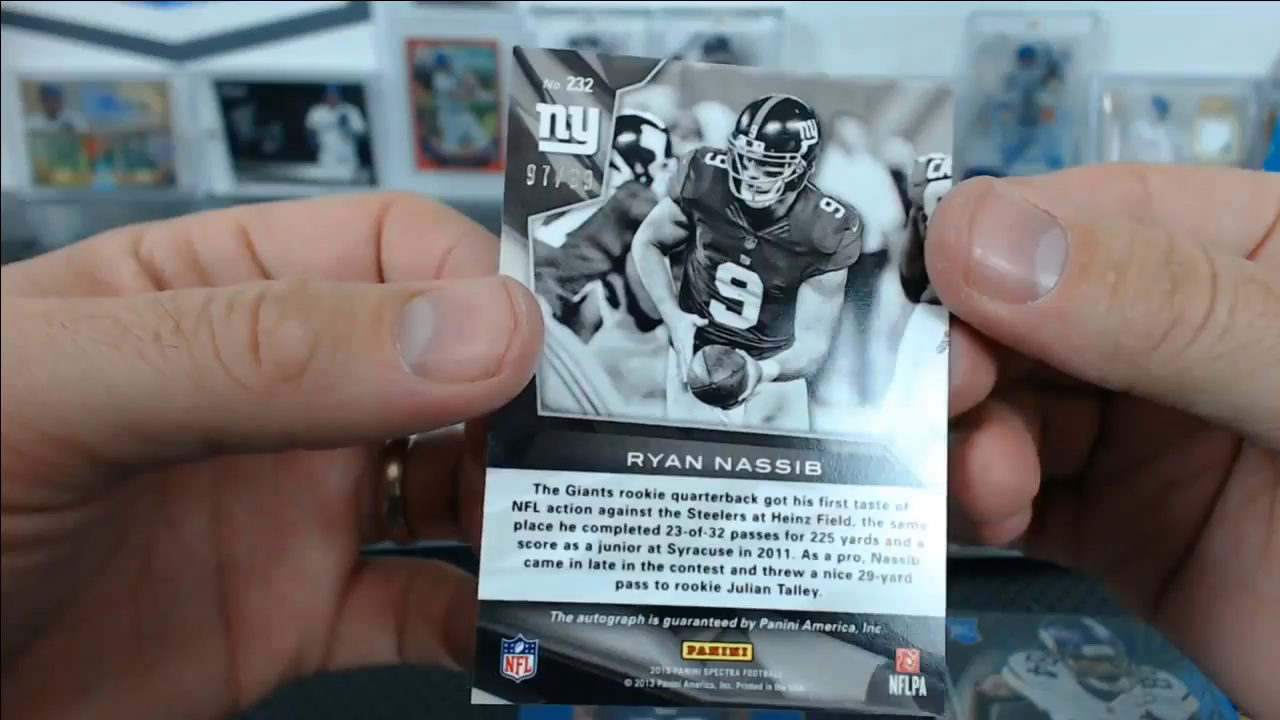 No 232
ny
97/99
9
9
9
RYAN NASSIB
The Giants rookie quarterback got his first taste of
NFL action against the Steelers at Heinz Field, the same
place he completed 23-of-32 passes for 225 yards and a
score as a junior at Syracuse in 2011. As a pro, Nassib
came in late in the contest and threw a nice 29-yard
pass to rookie Julian Talley.
The autograph is guaranteed by Panini America, Inc
PANINI
NFL
2013 PANINI SPECTRA FOOTBALL
© 2013 Panini America, Inc. Printed in the USA
NFLPA